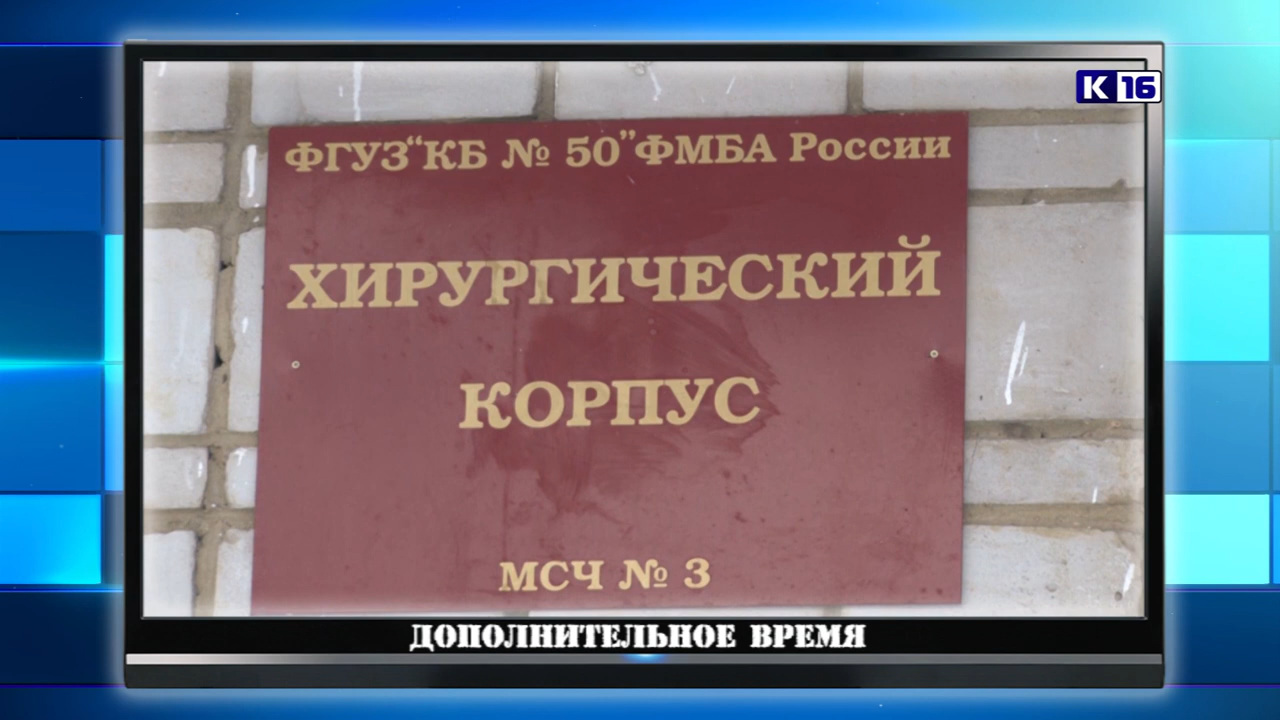 К 16
ФГУЗ“КБ № 50”ФМБА России
ХИРУРГИЧЕСКИЙ
КОРПУС
МСЧ № 3
ДОПОЛНИТЕЛЬНОЕ ВРЕМЯ